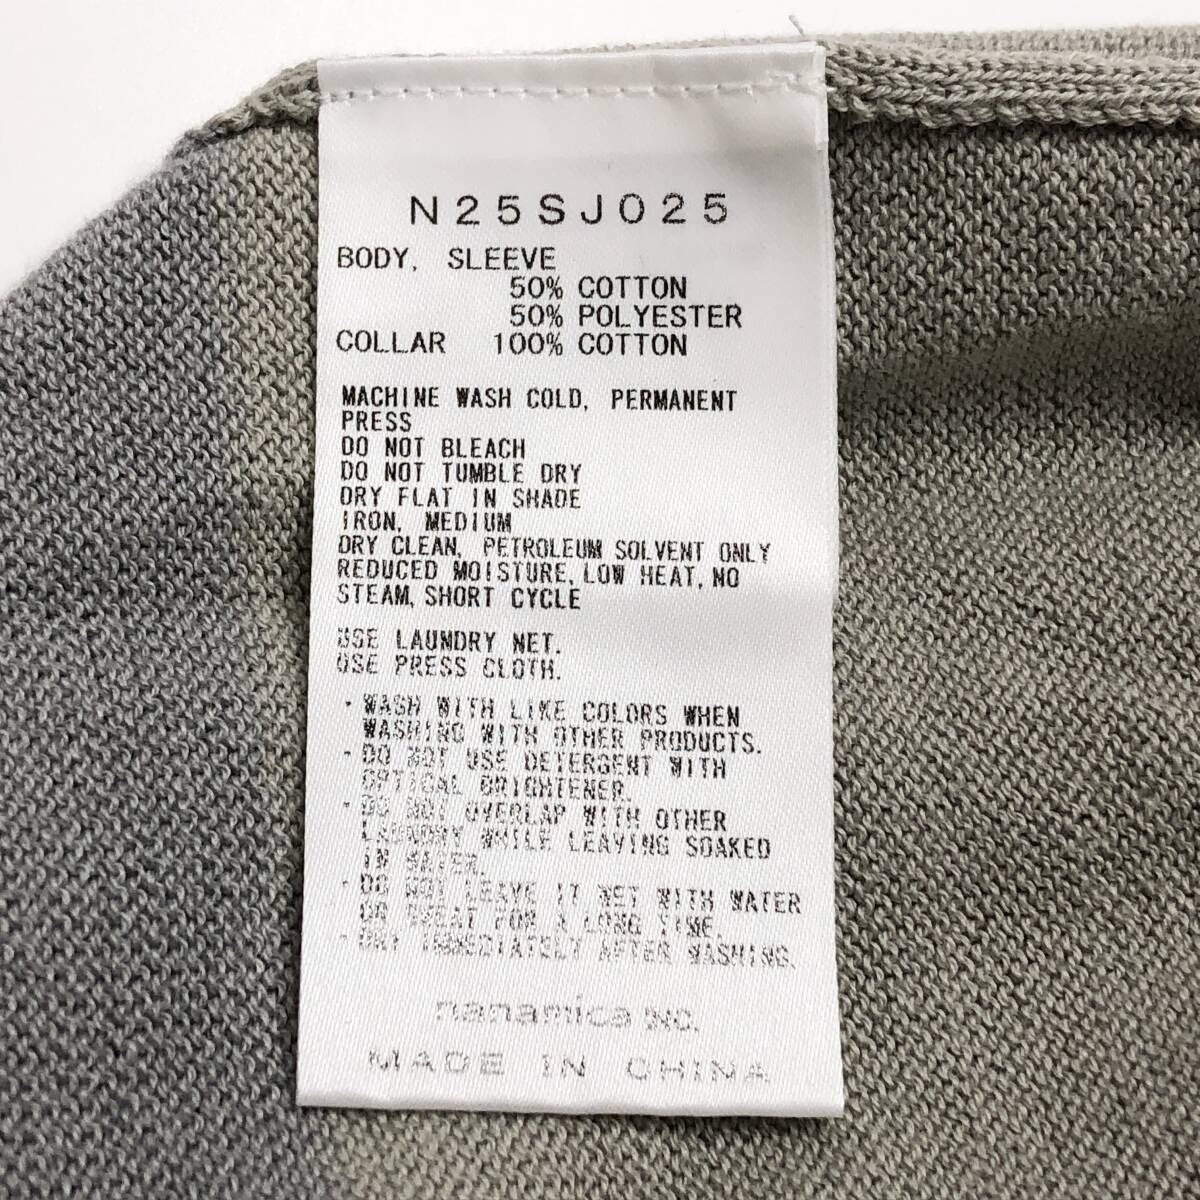 N25SJ025
BODY, SLEEVE
50% COTTON
50% POLYESTER
COLLAR 100% COTTON
MACHINE WASH COLD, PERMANENT
PRESS
DO NOT BLEACH
DO NOT TUMBLE DRY
DRY FLAT IN SHADE
IRON, MEDIUM
DRY CLEAN, PETROLEUM SOLVENT ONLY
REDUCED MOISTURE, LOW HEAT, NO
STEAM, SHORT CYCLE
USE LAUNDRY NET.
USE PRESS CLOTH.
・WASH WITH LIKE COLORS WHEN
WASHING WITH OTHER PRODUCTS.
・DO NOT USE DETERGENT WITH
OPTICAL BRIGHTENER.
・DO NOT OVERLAP WITH OTHER
LAUNDRY WHILE LEAVING SOAKED
IN WATER.
・DO NOT LEAVE IT WET WITH WATER
OR SWEAT FOR A LONG TIME.
・DRY IMMEDIATELY AFTER WASHING.
nanamica INC.
MADE IN CHINA